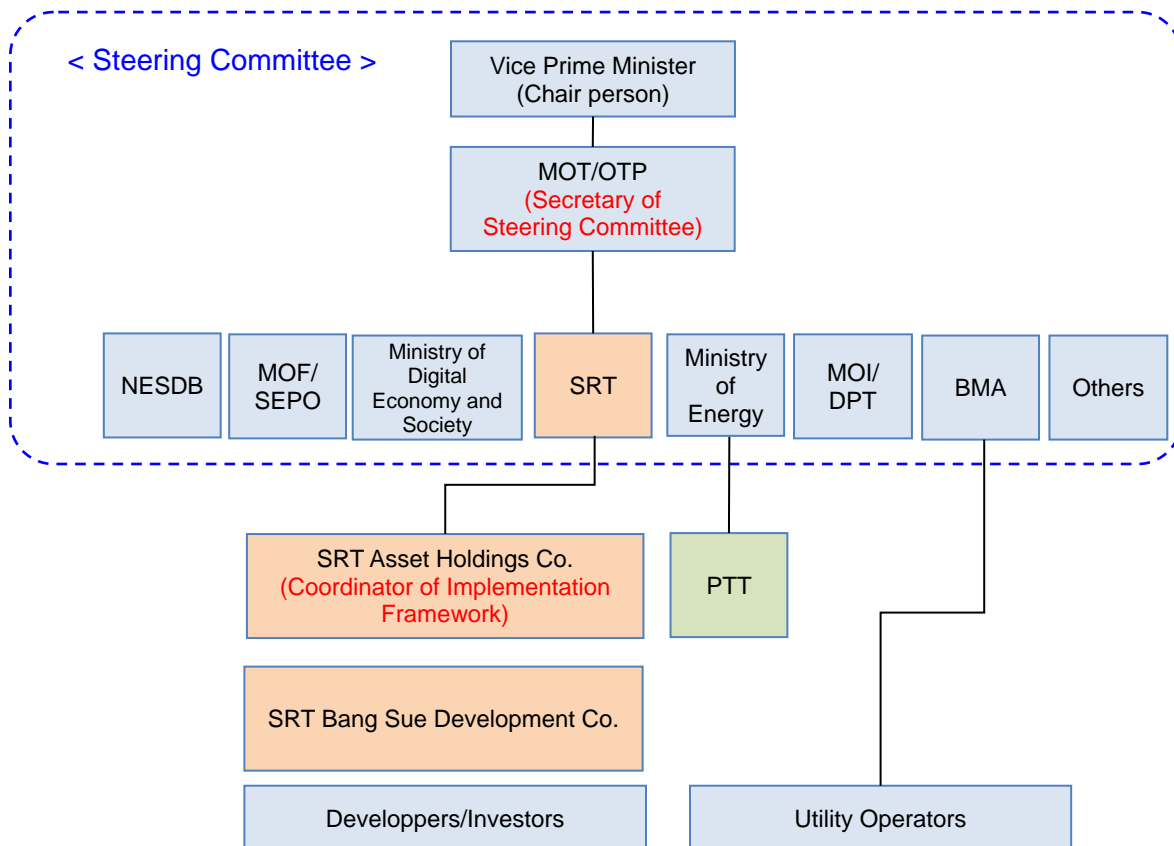 < Steering Committee >
Vice Prime Minister
(Chair person)
MOT/OTP
(Secretary of
Steering Committee)
NESDB
MOF/
SEPO
Ministry of
Digital
Economy and
Society
SRT
Ministry
of
Energy
MOI/
DPT
BMA
Others
SRT Asset Holdings Co.
(Coordinator of Implementation
Framework)
PTT
SRT Bang Sue Development Co.
Developpers/Investors
Utility Operators